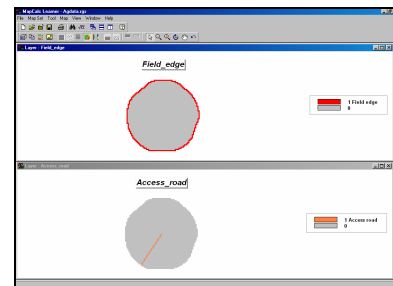 MapCalc Learner - Agdata.rgs
File Map Set Tool Map View Window Help
Layer : Field_edge
Field_edge
1 Field edge
0
Layer : Access_road
Access_road
1 Access road
0